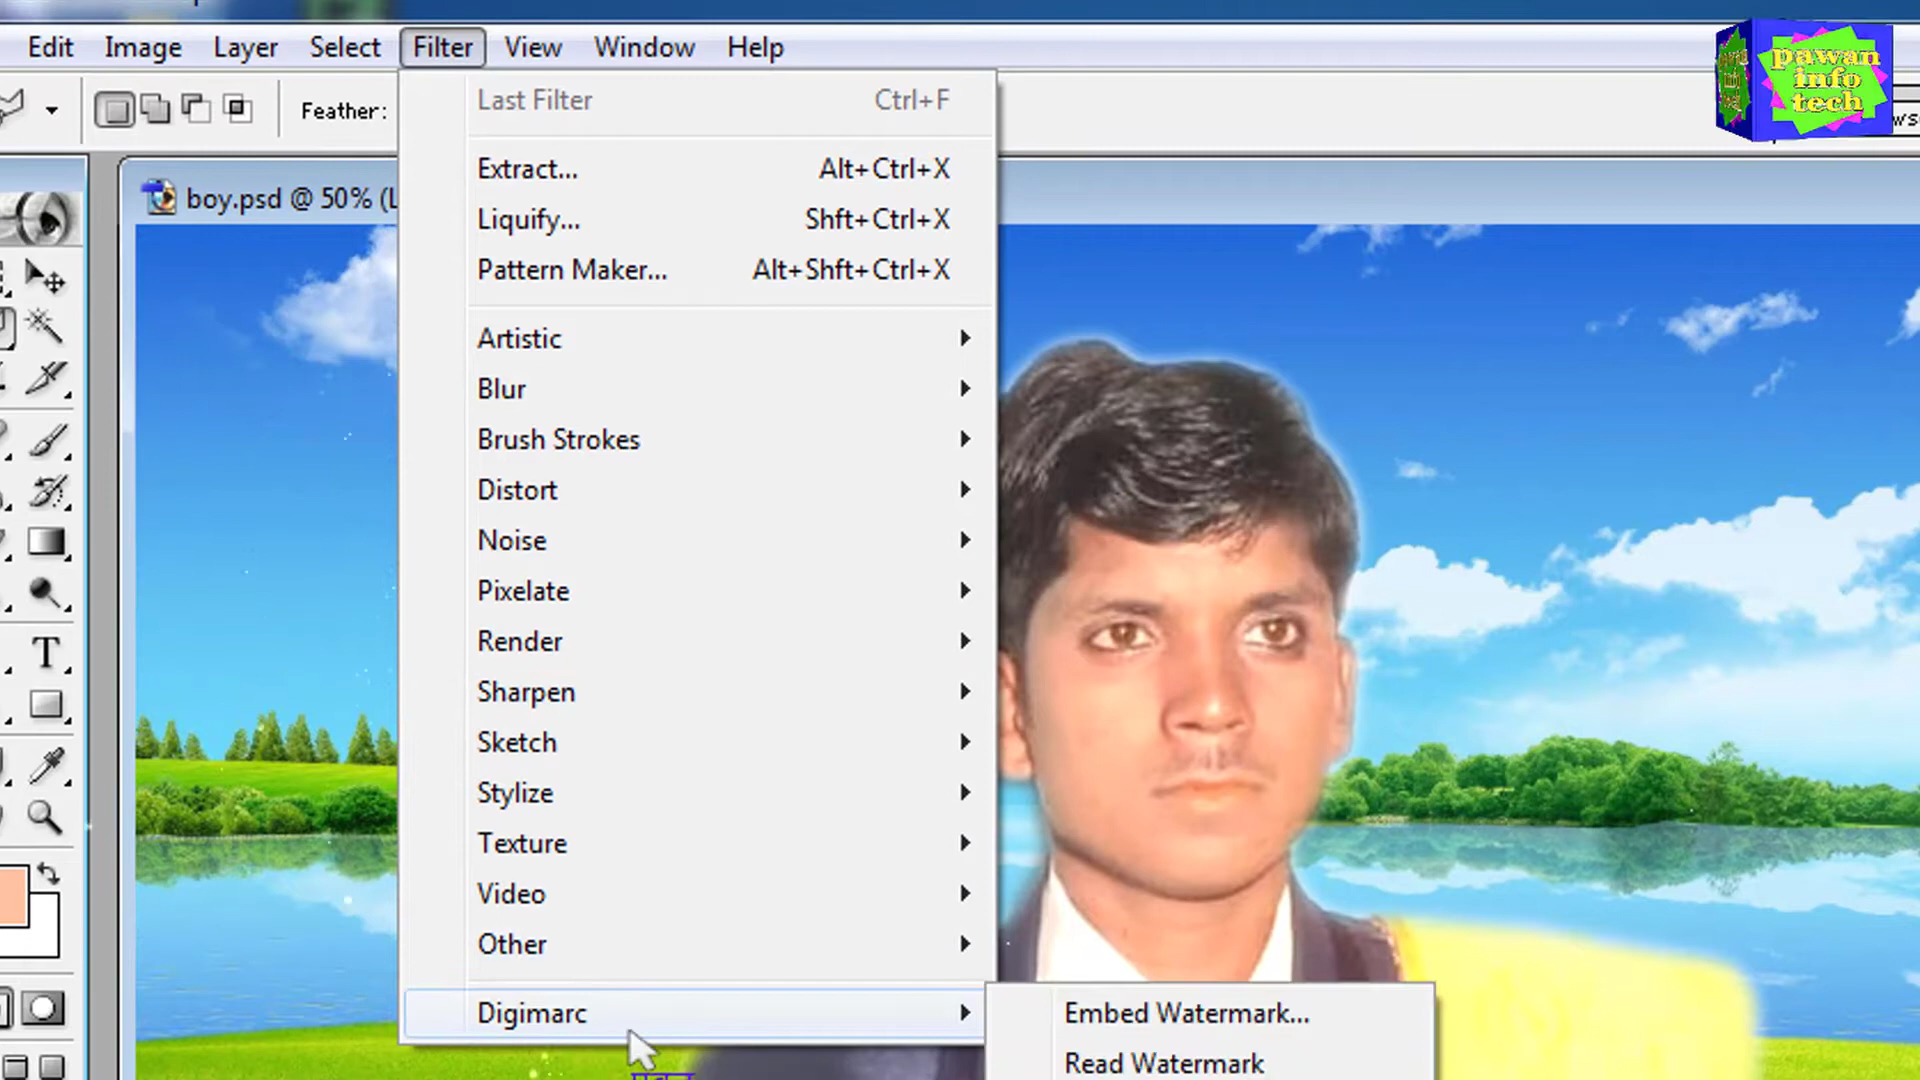 Edit Image Layer Select Filter View Window Help
Feather:
pawan
info
tech
boy.psd @ 50% (L
Last Filter Ctrl+F
Extract... Alt+Ctrl+X
Liquify... Shft+Ctrl+X
Pattern Maker... Alt+Shft+Ctrl+X
Artistic
Blur
Brush Strokes
Distort
Noise
Pixelate
Render
Sharpen
Sketch
Stylize
Texture
Video
Other
Digimarc
Embed Watermark...
Read Watermark